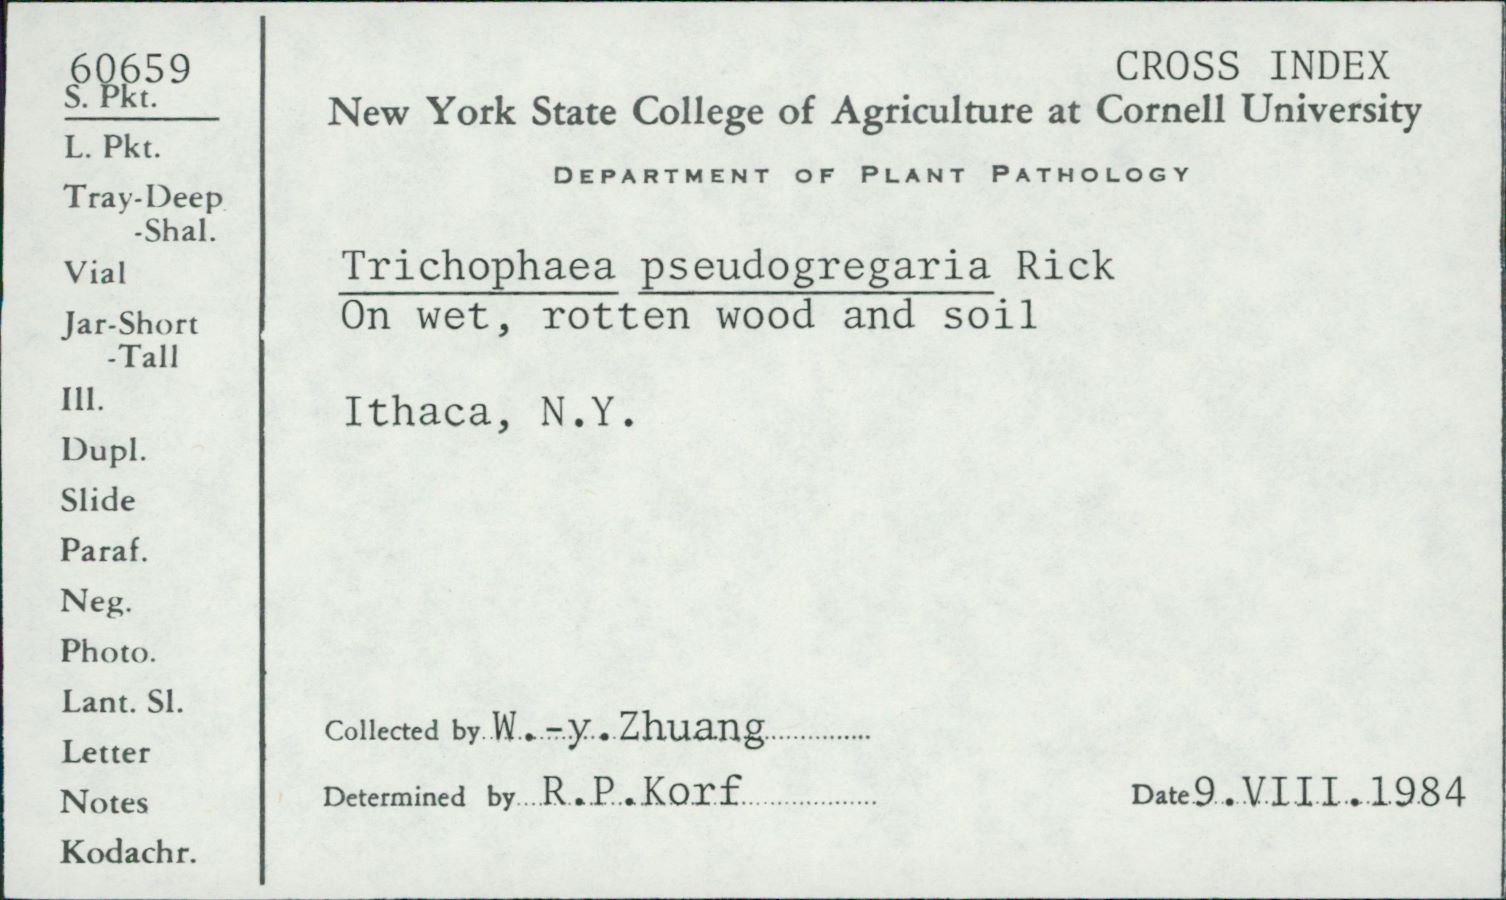 60659
S. Pkt.
L. Pkt.
Tray-Deep
-Shal.
Vial
Jar-Short
-Tall
Ill.
Dupl.
Slide
Paraf.
Neg.
Photo.
Lant. Sl.
Letter
Notes
Kodachr.
CROSS INDEX
New York State College of Agriculture at Cornell University
DEPARTMENT OF PLANT PATHOLOGY
Trichophaea pseudogregaria Rick
On wet, rotten wood and soil
Ithaca, N.Y.
Collected by W.-y. Zhuang
Determined by R.P. Korf
Date 9.VIII.1984